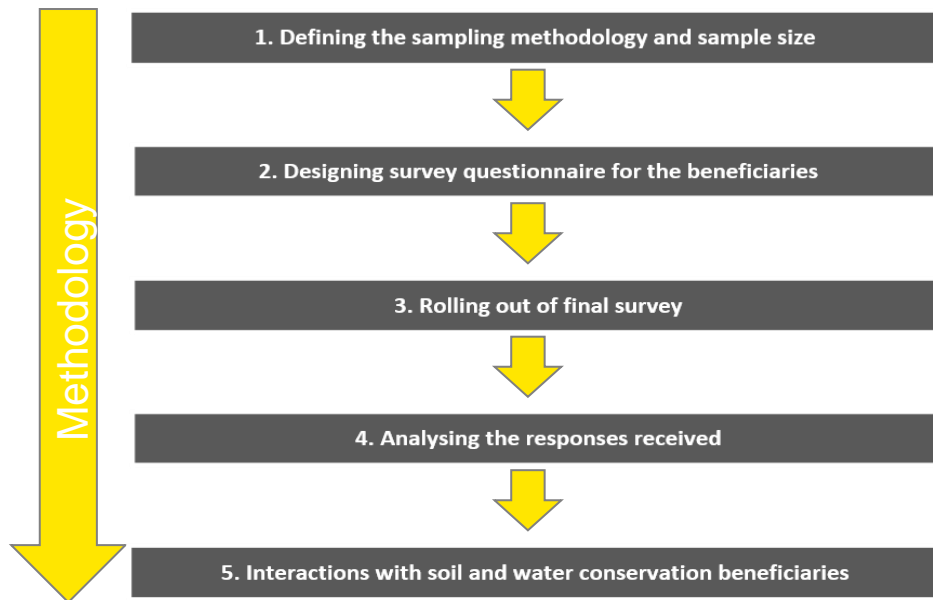 Methodology
1. Defining the sampling methodology and sample size
2. Designing survey questionnaire for the beneficiaries
3. Rolling out of final survey
4. Analysing the responses received
5. Interactions with soil and water conservation beneficiaries